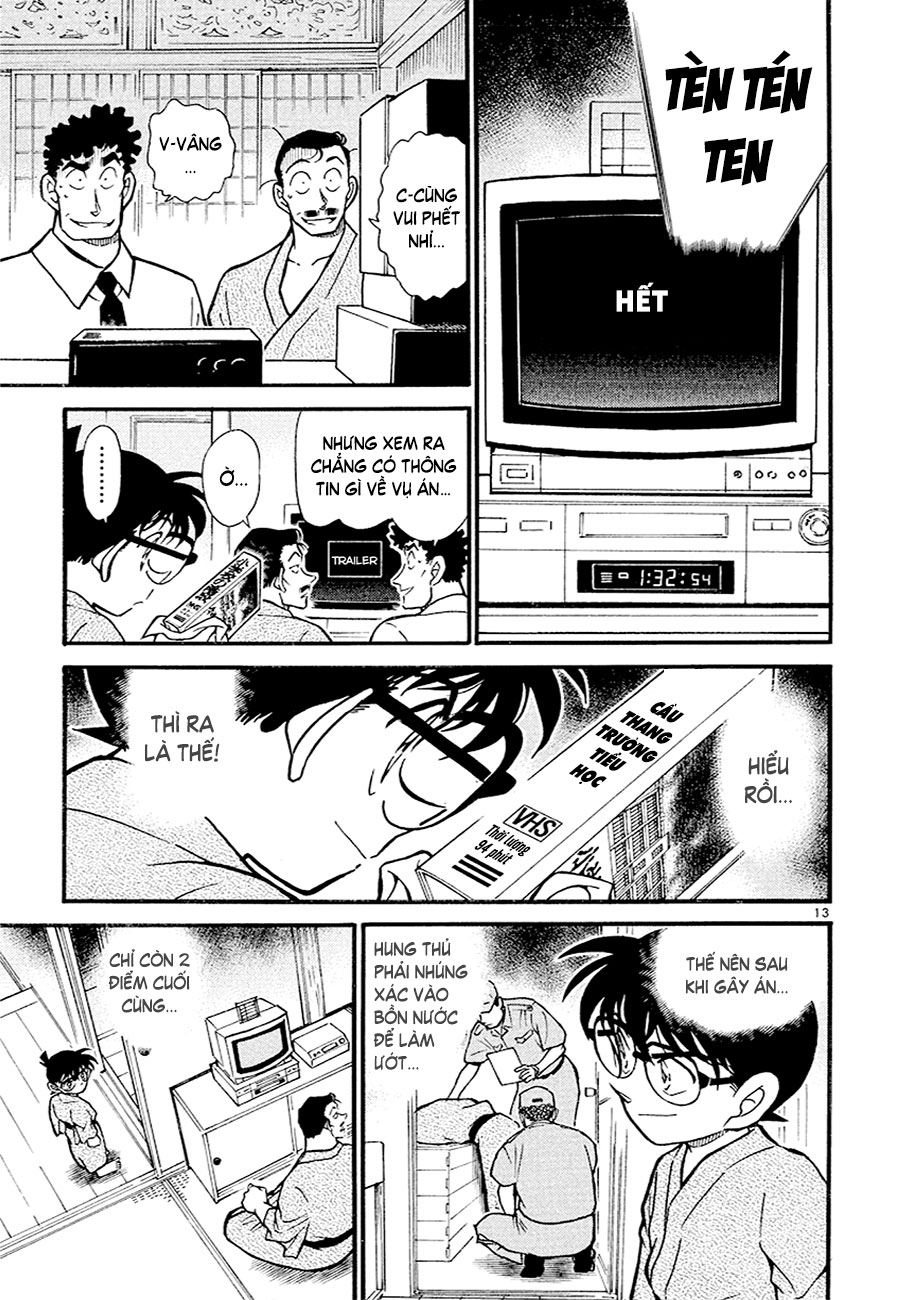 TÈN TÉN
TEN
HẾT
1:32:54
C-CŨNG
VUI PHẾT
NHỈ...
V-VÂNG
...
NHƯNG XEM RA
CHẲNG CÓ THÔNG
TIN GÌ VỀ VỤ ÁN...
TRAILER
Ờ...
.........
HIỂU
RỒI...
CẦU
THANG
TRƯỜNG
TIỂU
HỌC
VHS
Thời lượng
94 phút
THÌ RA
LÀ THẾ!
13
THẾ NÊN SAU
KHI GÂY ÁN...
HUNG THỦ
PHẢI NHÚNG
XÁC VÀO
BỒN NƯỚC
ĐỂ LÀM
ƯỚT...
CHỈ CÒN 2
ĐIỂM CUỐI
CÙNG...